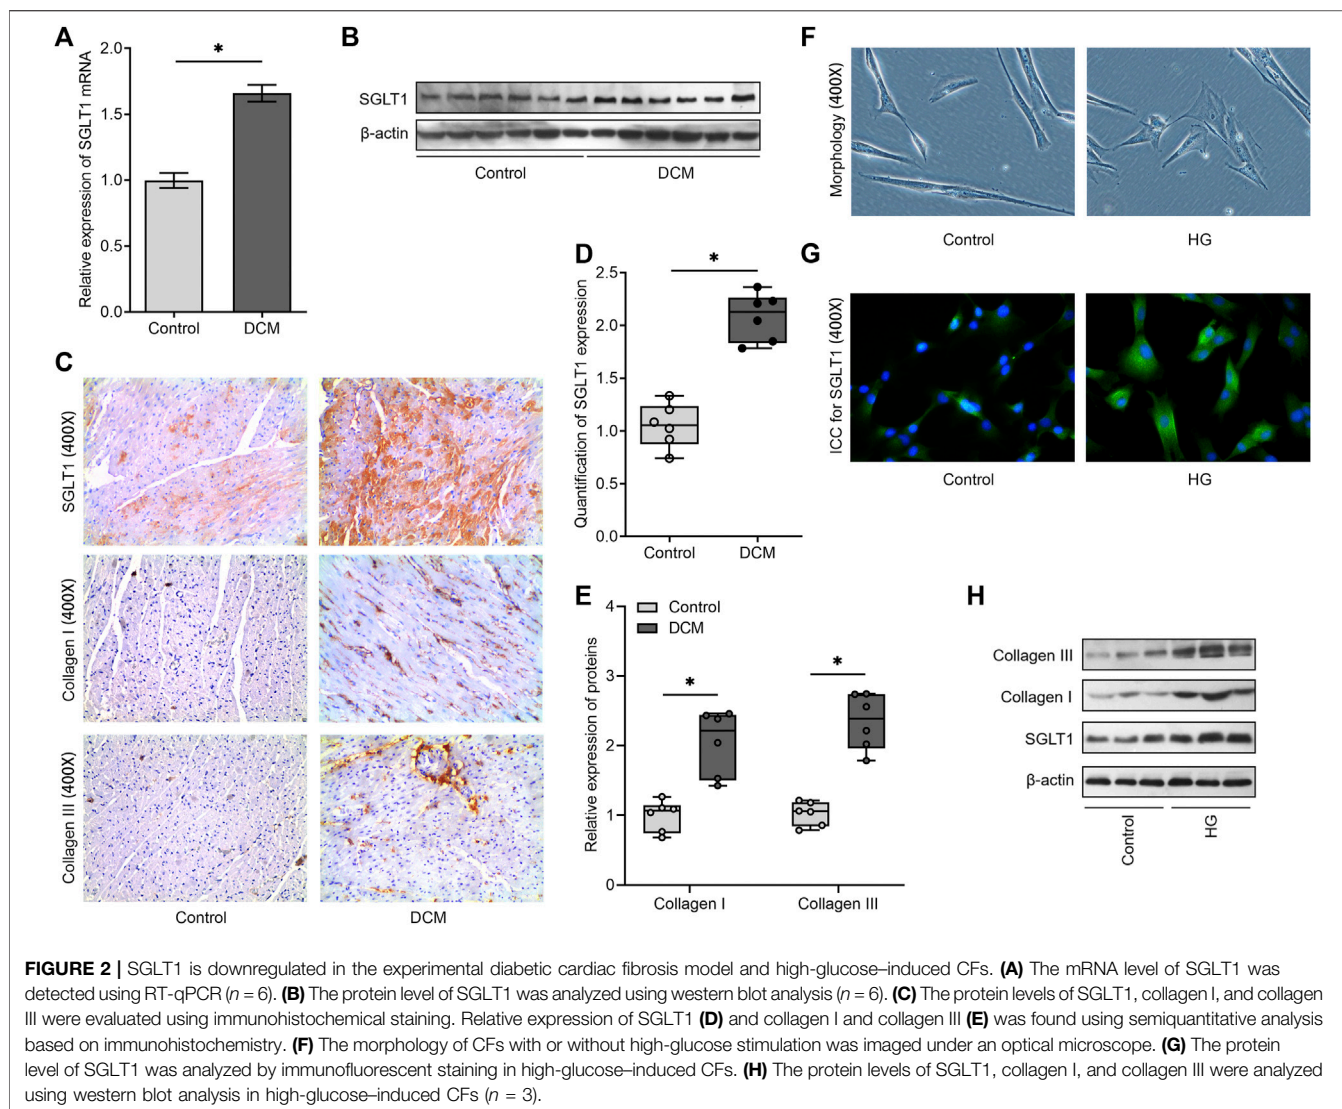 A
Relative expression of SGLT1 mRNA
2.0
1.5
1.0
0.5
0.0
*
Control
DCM
B
SGLT1
β-actin
Control
DCM
C
SGLT1 (400X)
Collagen I (400X)
Collagen III (400X)
Control
DCM
D
Quantification of SGLT1 expression
2.5
2.0
1.5
1.0
0.5
0.0
*
Control
DCM
E
Relative expression of proteins
4
3
2
1
0
Control
DCM
*
*
Collagen I
Collagen III
F
Morphology (400X)
Control
HG
G
ICC for SGLT1 (400X)
Control
HG
H
Collagen III
Collagen I
SGLT1
β-actin
Control
HG
FIGURE 2 | SGLT1 is downregulated in the experimental diabetic cardiac fibrosis model and high-glucose–induced CFs. (A) The mRNA level of SGLT1 was
detected using RT-qPCR (n = 6). (B) The protein level of SGLT1 was analyzed using western blot analysis (n = 6). (C) The protein levels of SGLT1, collagen I, and collagen
III were evaluated using immunohistochemical staining. Relative expression of SGLT1 (D) and collagen I and collagen III (E) was found using semiquantitative analysis
based on immunohistochemistry. (F) The morphology of CFs with or without high-glucose stimulation was imaged under an optical microscope. (G) The protein
level of SGLT1 was analyzed by immunofluorescent staining in high-glucose–induced CFs. (H) The protein levels of SGLT1, collagen I, and collagen III were analyzed
using western blot analysis in high-glucose–induced CFs (n = 3).